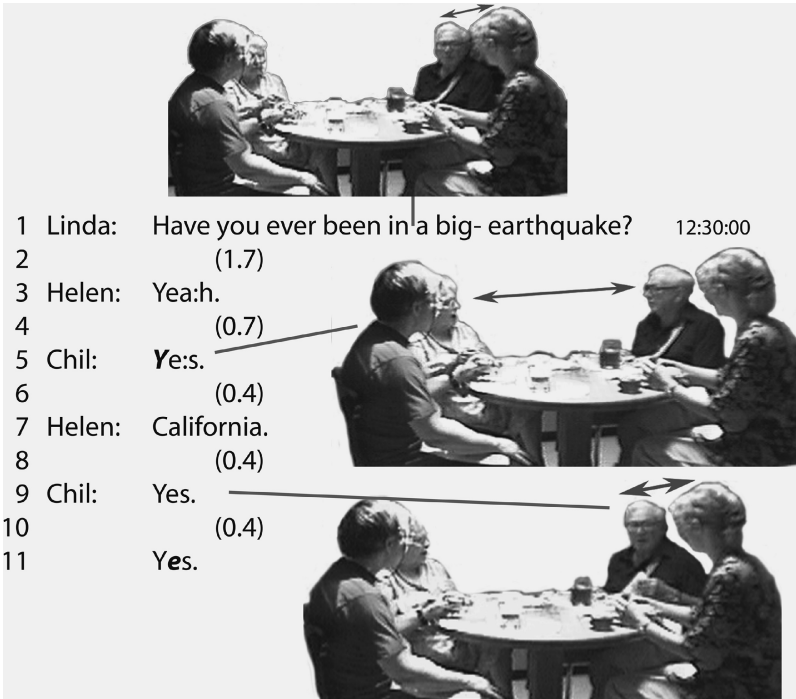 1 Linda: Have you ever been in a big- earthquake? 12:30:00
2 (1.7)
3 Helen: Yea:h.
4 (0.7)
5 Chil: Ye:s.
6 (0.4)
7 Helen: California.
8 (0.4)
9 Chil: Yes.
10 (0.4)
11 Yes.